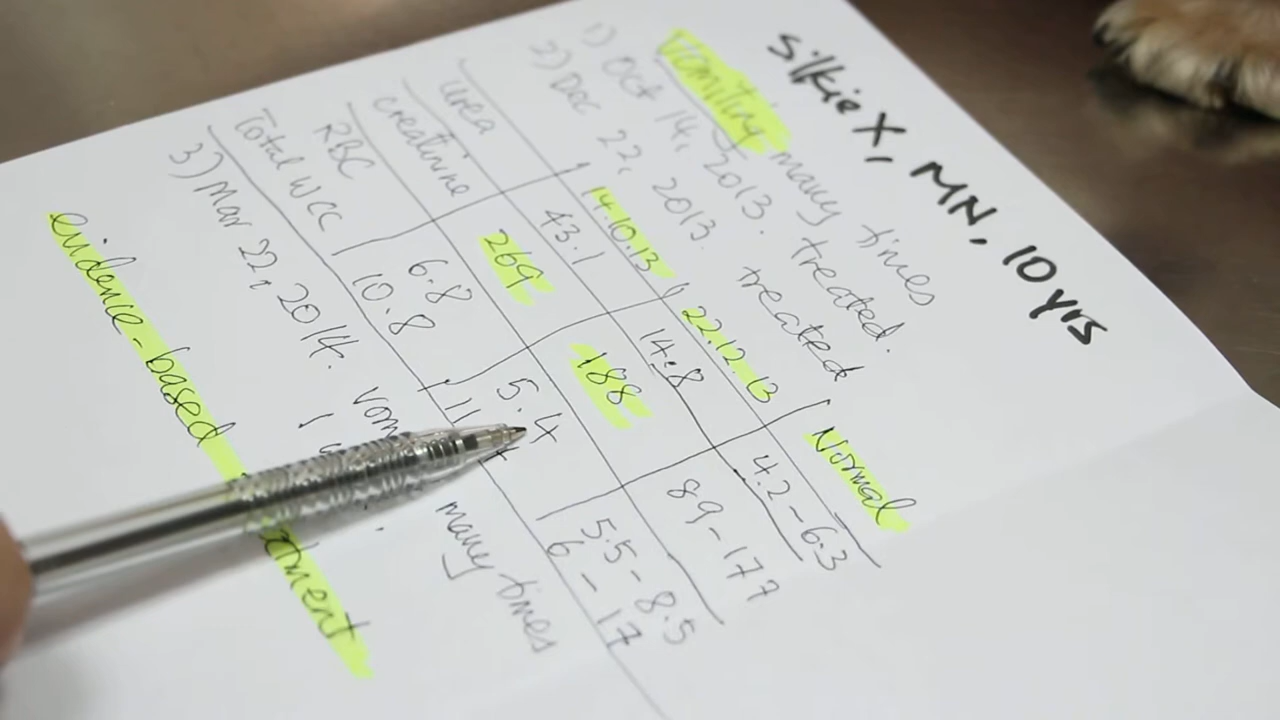 Silkie X, MN, 10 yrs
Vomiting many times
1) Oct 14, 2013. treated.
2) Dec 22, 2013. treated
14.10.13 22.12.13 Normal
Urea 43.1 14.8 4.2-6.3
Creatinine 269 188 89-177
RBC 6.8 5.4 5.5-8.5
Total WCC 10.8 6-17
3) Mar 22, 2014. many times
evidence-based